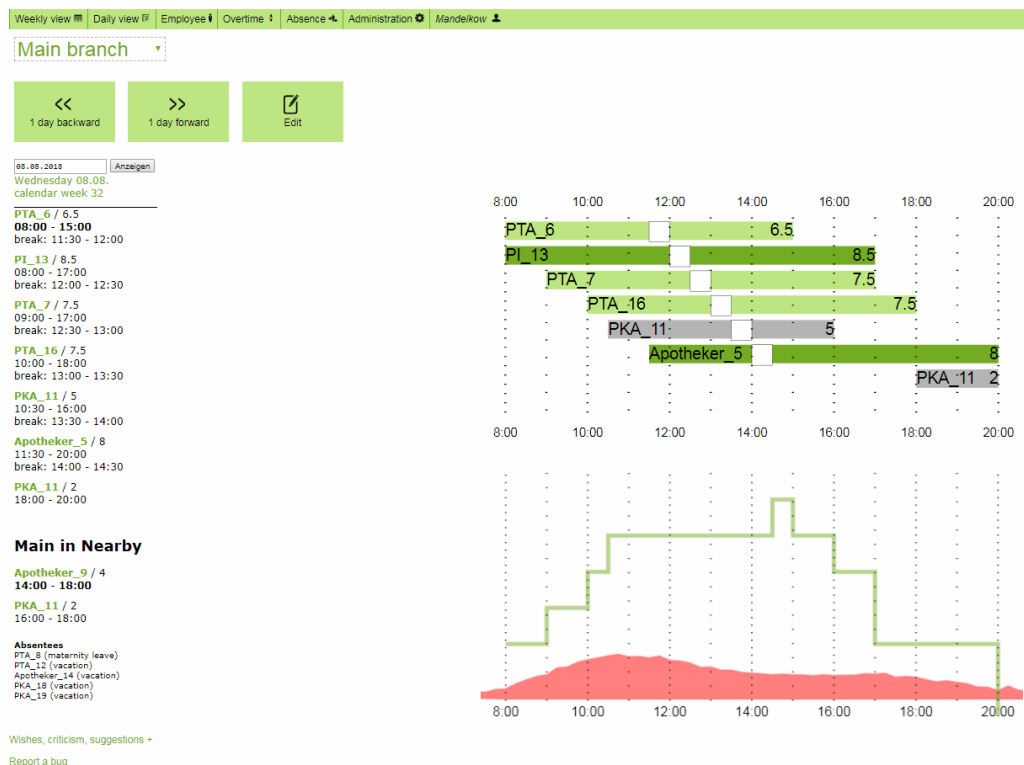 Weekly view Daily view Employee Overtime Absence Administration Mandelkow
Main branch
<< >>
1 day backward 1 day forward Edit
08.08.2018 Anzeigen
Wednesday 08.08.
calendar week 32
PTA_6 / 6.5
08:00 - 15:00
break: 11:30 - 12:00
PI_13 / 8.5
08:00 - 17:00
break: 12:00 - 12:30
PTA_7 / 7.5
09:00 - 17:00
break: 12:30 - 13:00
PTA_16 / 7.5
10:00 - 18:00
break: 13:00 - 13:30
PKA_11 / 5
10:30 - 16:00
break: 13:30 - 14:00
Apotheker_5 / 8
11:30 - 20:00
break: 14:00 - 14:30
PKA_11 / 2
18:00 - 20:00
Main in Nearby
Apotheker_9 / 4
14:00 - 18:00
PKA_11 / 2
16:00 - 18:00
Absentees
PTA_8 (maternity leave)
PTA_12 (vacation)
Apotheker_14 (vacation)
PKA_18 (vacation)
PKA_19 (vacation)
8:00 10:00 12:00 14:00 16:00 18:00 20:00
PTA_6 6.5
PI_13 8.5
PTA_7 7.5
PTA_16 7.5
PKA_11 5
Apotheker_5 8
PKA_11 2
8:00 10:00 12:00 14:00 16:00 18:00 20:00
8:00 10:00 12:00 14:00 16:00 18:00 20:00
Wishes, criticism, suggestions +
Report a bug